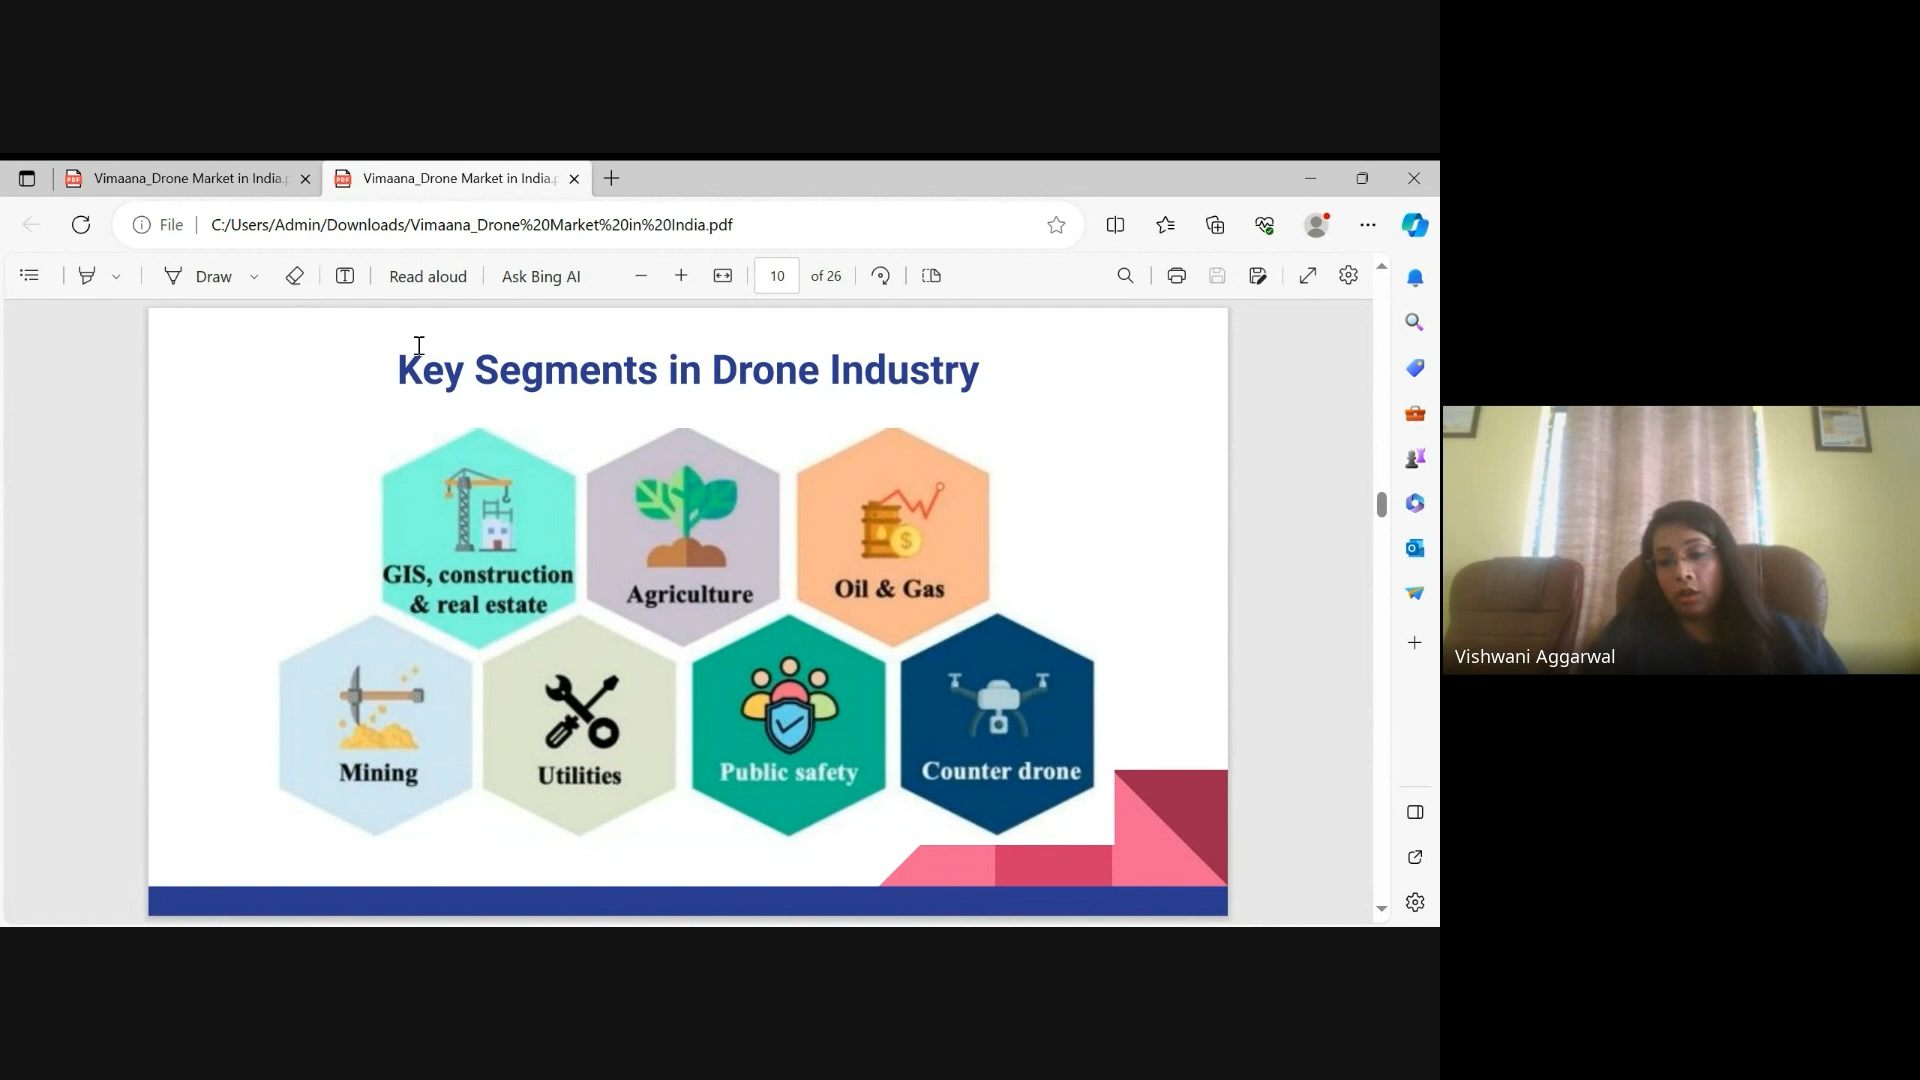 Vimaana_Drone Market in India.p
Vimaana_Drone Market in India.p
File
C:/Users/Admin/Downloads/Vimaana_Drone%20Market%20in%20India.pdf
Draw
Read aloud
Ask Bing AI
10
of 26
Key Segments in Drone Industry
GIS, construction
& real estate
Agriculture
Oil & Gas
Mining
Utilities
Public safety
Counter drone
Vishwani Aggarwal